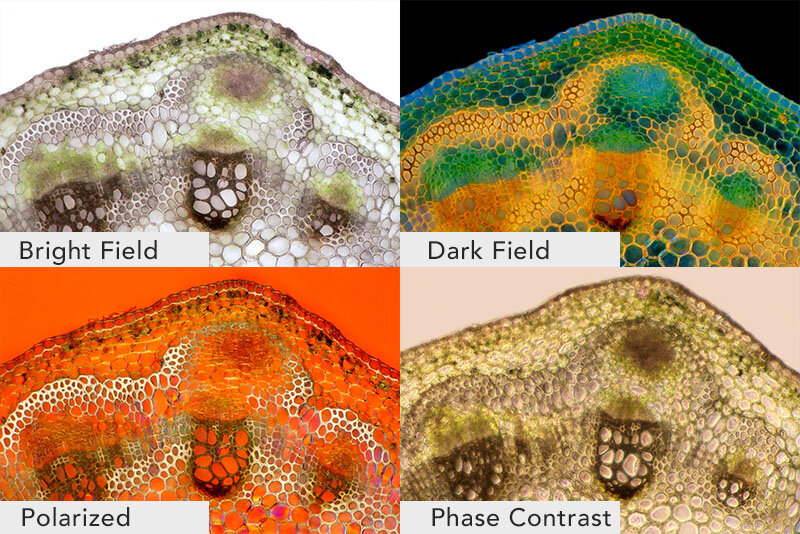 Bright Field
Dark Field
Polarized
Phase Contrast